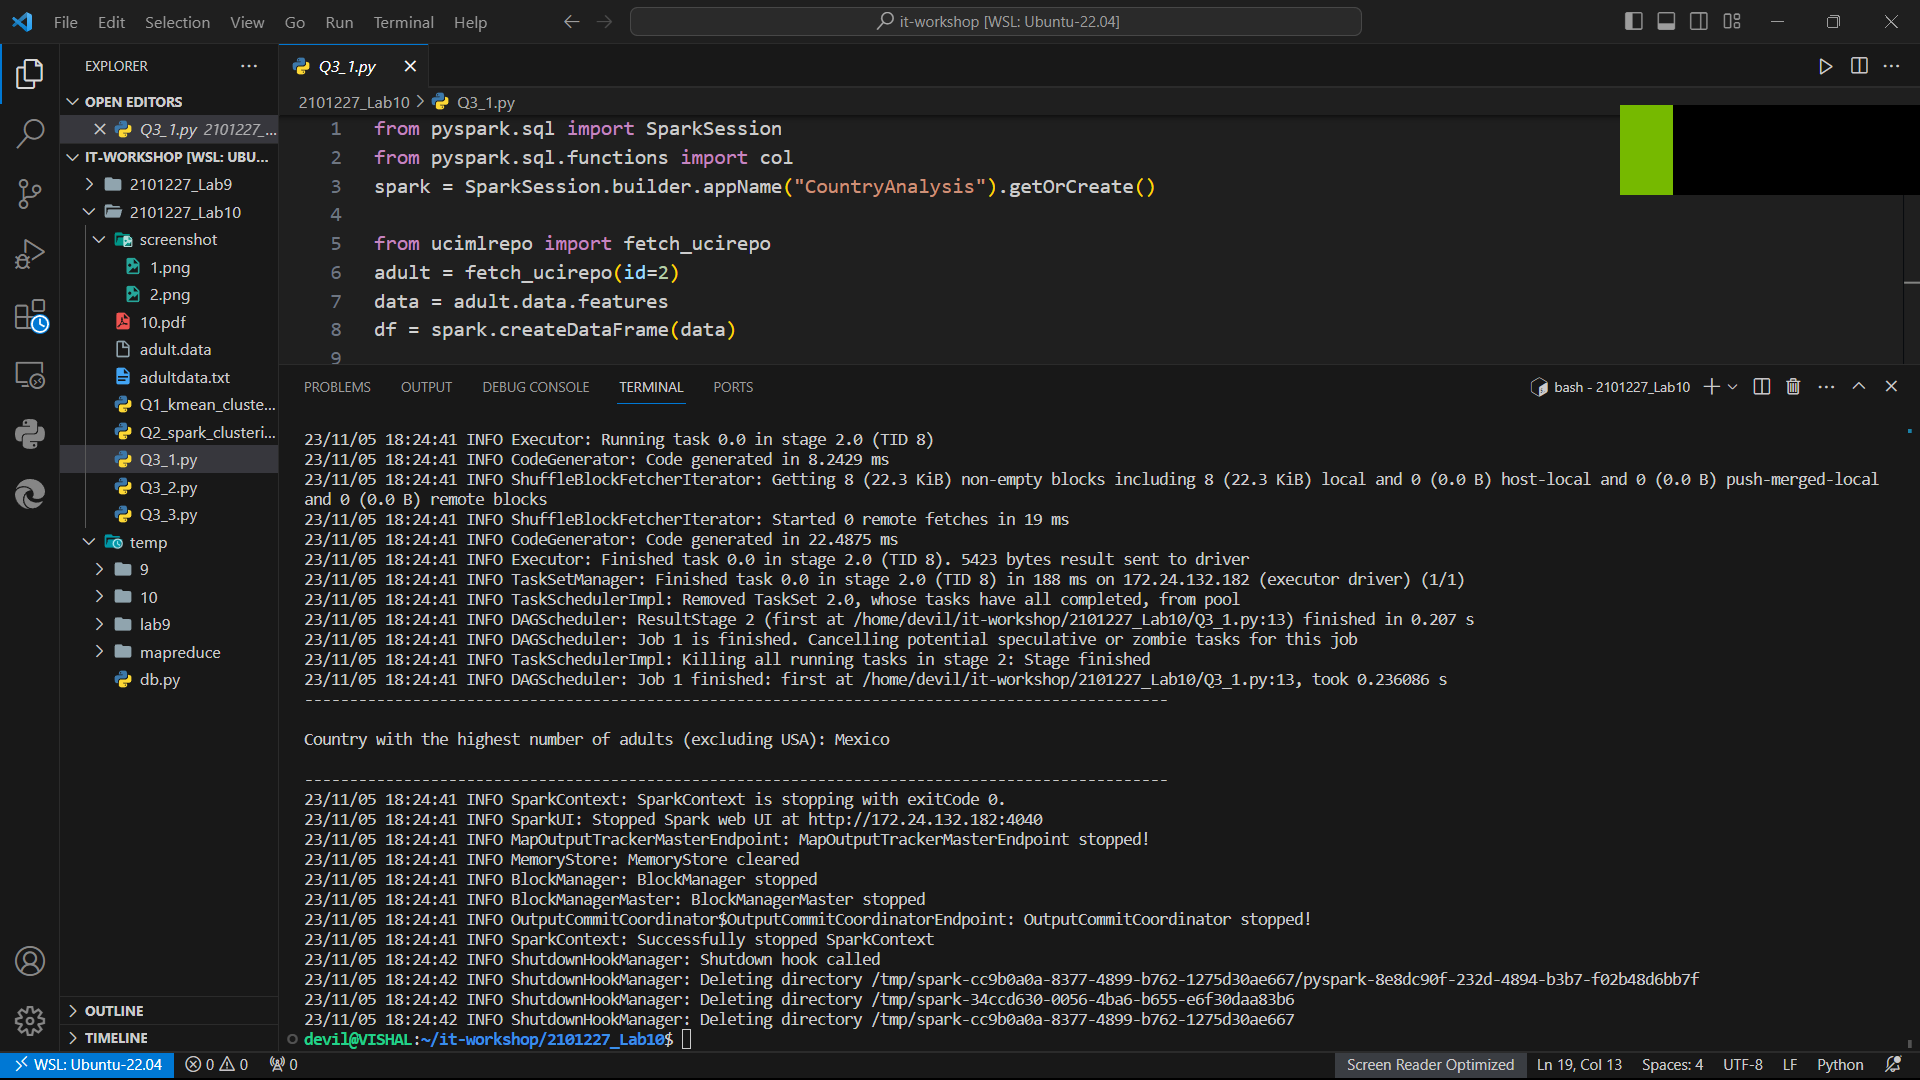 File Edit Selection View Go Run Terminal Help
it-workshop [WSL: Ubuntu-22.04]
EXPLORER
OPEN EDITORS
Q3_1.py 2101227_...
IT-WORKSHOP [WSL: UBU...
2101227_Lab9
2101227_Lab10
screenshot
1.png
2.png
10.pdf
adult.data
adultdata.txt
Q1_kmean_cluste...
Q2_spark_clusteri...
Q3_1.py
Q3_2.py
Q3_3.py
temp
9
10
lab9
mapreduce
db.py
OUTLINE
TIMELINE
Q3_1.py
2101227_Lab10 > Q3_1.py
1 from pyspark.sql import SparkSession
2 from pyspark.sql.functions import col
3 spark = SparkSession.builder.appName("CountryAnalysis").getOrCreate()
4
5 from ucimlrepo import fetch_ucirepo
6 adult = fetch_ucirepo(id=2)
7 data = adult.data.features
8 df = spark.createDataFrame(data)
9
PROBLEMS OUTPUT DEBUG CONSOLE TERMINAL PORTS
bash - 2101227_Lab10
23/11/05 18:24:41 INFO Executor: Running task 0.0 in stage 2.0 (TID 8)
23/11/05 18:24:41 INFO CodeGenerator: Code generated in 8.2429 ms
23/11/05 18:24:41 INFO ShuffleBlockFetcherIterator: Getting 8 (22.3 KiB) non-empty blocks including 8 (22.3 KiB) local and 0 (0.0 B) host-local and 0 (0.0 B) push-merged-local
and 0 (0.0 B) remote blocks
23/11/05 18:24:41 INFO ShuffleBlockFetcherIterator: Started 0 remote fetches in 19 ms
23/11/05 18:24:41 INFO CodeGenerator: Code generated in 22.4875 ms
23/11/05 18:24:41 INFO Executor: Finished task 0.0 in stage 2.0 (TID 8). 5423 bytes result sent to driver
23/11/05 18:24:41 INFO TaskSetManager: Finished task 0.0 in stage 2.0 (TID 8) in 188 ms on 172.24.132.182 (executor driver) (1/1)
23/11/05 18:24:41 INFO TaskSchedulerImpl: Removed TaskSet 2.0, whose tasks have all completed, from pool
23/11/05 18:24:41 INFO DAGScheduler: ResultStage 2 (first at /home/devil/it-workshop/2101227_Lab10/Q3_1.py:13) finished in 0.207 s
23/11/05 18:24:41 INFO DAGScheduler: Job 1 is finished. Cancelling potential speculative or zombie tasks for this job
23/11/05 18:24:41 INFO TaskSchedulerImpl: Killing all running tasks in stage 2: Stage finished
23/11/05 18:24:41 INFO DAGScheduler: Job 1 finished: first at /home/devil/it-workshop/2101227_Lab10/Q3_1.py:13, took 0.236086 s
------------------------------------------------------------------------------------------------
Country with the highest number of adults (excluding USA): Mexico
------------------------------------------------------------------------------------------------
23/11/05 18:24:41 INFO SparkContext: SparkContext is stopping with exitCode 0.
23/11/05 18:24:41 INFO SparkUI: Stopped Spark web UI at http://172.24.132.182:4040
23/11/05 18:24:41 INFO MapOutputTrackerMasterEndpoint: MapOutputTrackerMasterEndpoint stopped!
23/11/05 18:24:41 INFO MemoryStore: MemoryStore cleared
23/11/05 18:24:41 INFO BlockManager: BlockManager stopped
23/11/05 18:24:41 INFO BlockManagerMaster: BlockManagerMaster stopped
23/11/05 18:24:41 INFO OutputCommitCoordinator$OutputCommitCoordinatorEndpoint: OutputCommitCoordinator stopped!
23/11/05 18:24:41 INFO SparkContext: Successfully stopped SparkContext
23/11/05 18:24:42 INFO ShutdownHookManager: Shutdown hook called
23/11/05 18:24:42 INFO ShutdownHookManager: Deleting directory /tmp/spark-cc9b0a0a-8377-4899-b762-1275d30ae667/pyspark-8e8dc90f-232d-4894-b3b7-f02b48d6bb7f
23/11/05 18:24:42 INFO ShutdownHookManager: Deleting directory /tmp/spark-34ccd630-0056-4ba6-b655-e6f30daa83b6
23/11/05 18:24:42 INFO ShutdownHookManager: Deleting directory /tmp/spark-cc9b0a0a-8377-4899-b762-1275d30ae667
devil@VISHAL:~/it-workshop/2101227_Lab10$
WSL: Ubuntu-22.04 0 0 0 Screen Reader Optimized Ln 19, Col 13 Spaces: 4 UTF-8 LF Python